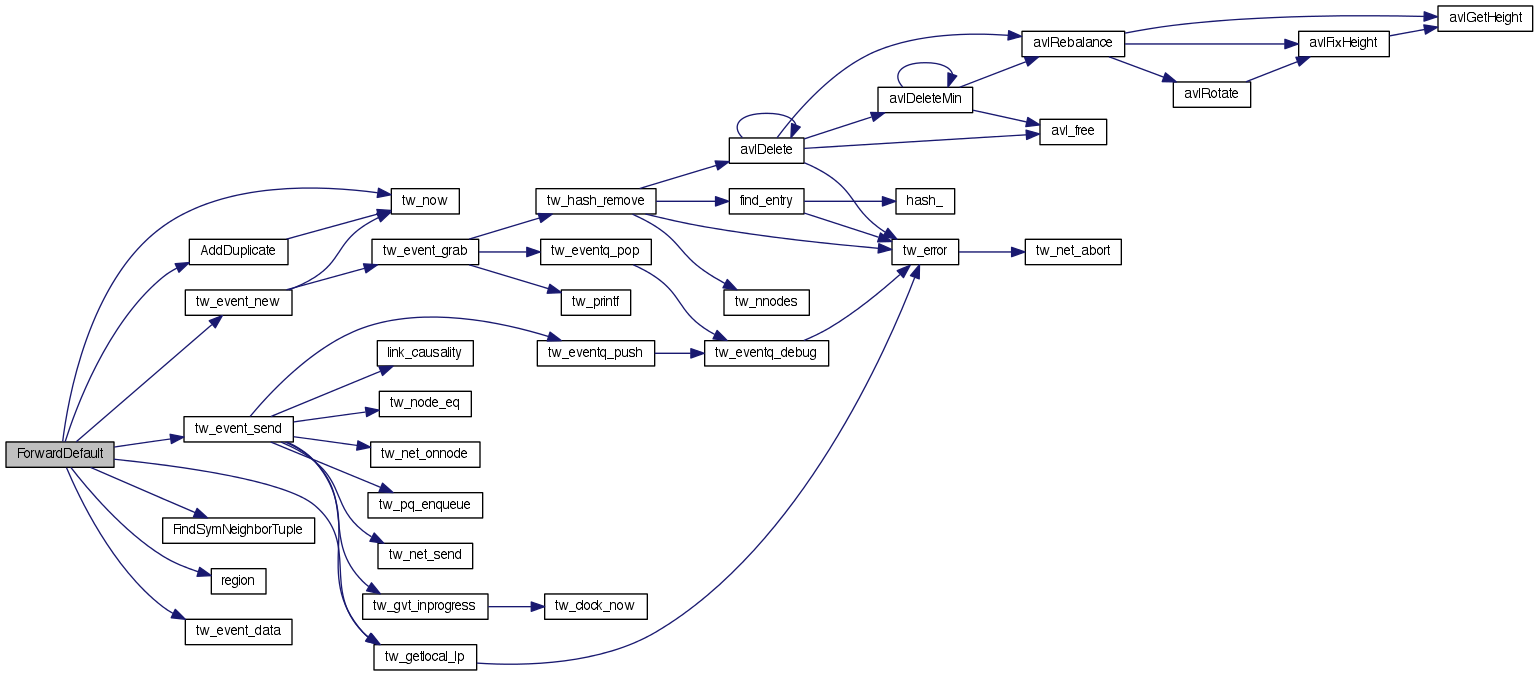 avlGetHeight
avlRebalance
avlFixHeight
avlRotate
avlDeleteMin
avl_free
avlDelete
tw_now
tw_hash_remove
find_entry
hash_
AddDuplicate
tw_event_grab
tw_eventq_pop
tw_error
tw_net_abort
tw_event_new
tw_printf
tw_nnodes
link_causality
tw_eventq_push
tw_eventq_debug
tw_node_eq
tw_event_send
ForwardDefault
tw_net_onnode
tw_pq_enqueue
FindSymNeighborTuple
tw_net_send
region
tw_gvt_inprogress
tw_clock_now
tw_event_data
tw_getlocal_lp